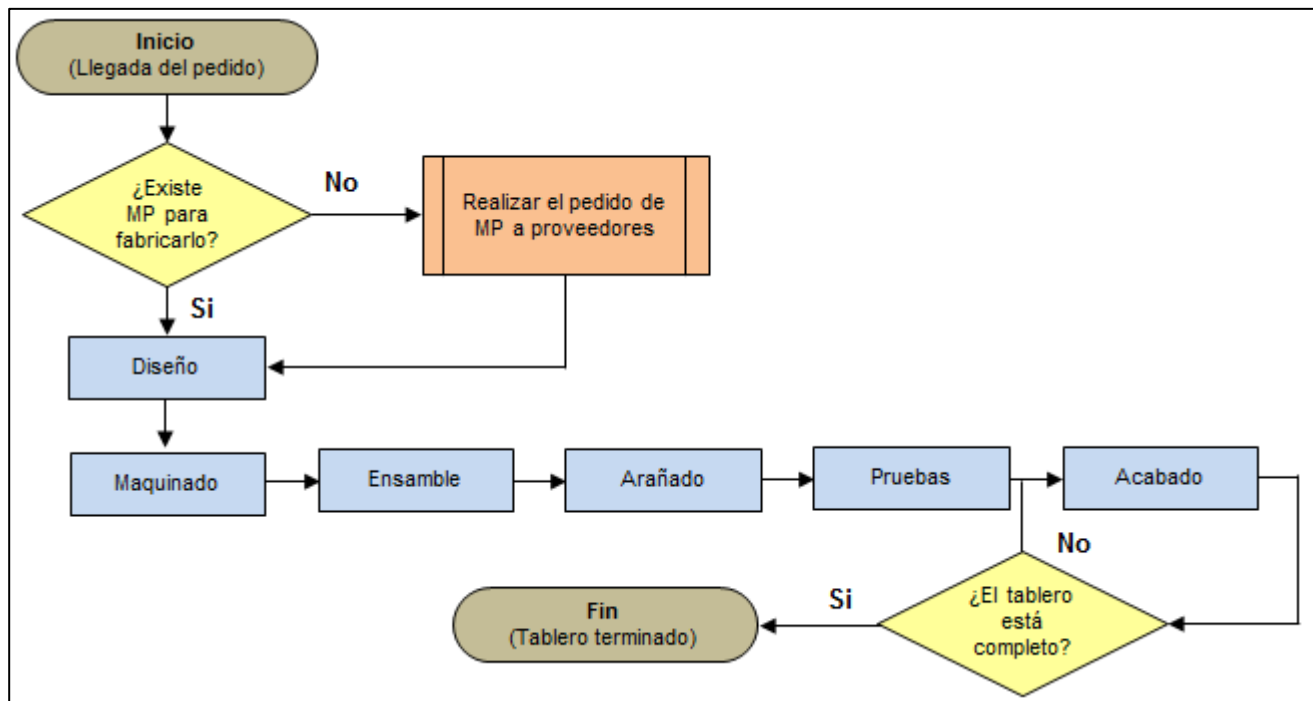 Inicio
(Llegada del pedido)
¿Existe
MP para
fabricarlo?
No
Realizar el pedido de
MP a proveedores
Si
Diseño
Maquinado
Ensamble
Arañado
Pruebas
Acabado
No
¿El tablero
está
completo?
Si
Fin
(Tablero terminado)